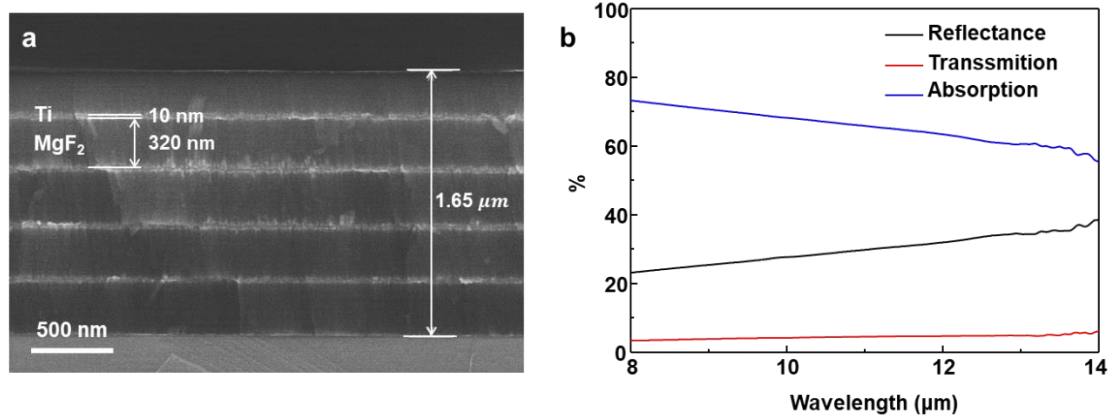 a
Ti
10 nm
MgF₂
320 nm
1.65 μm
500 nm
b
Reflectance
Transsmition
Absorption
100
80
60
40
20
0
%
8
10
12
14
Wavelength (μm)